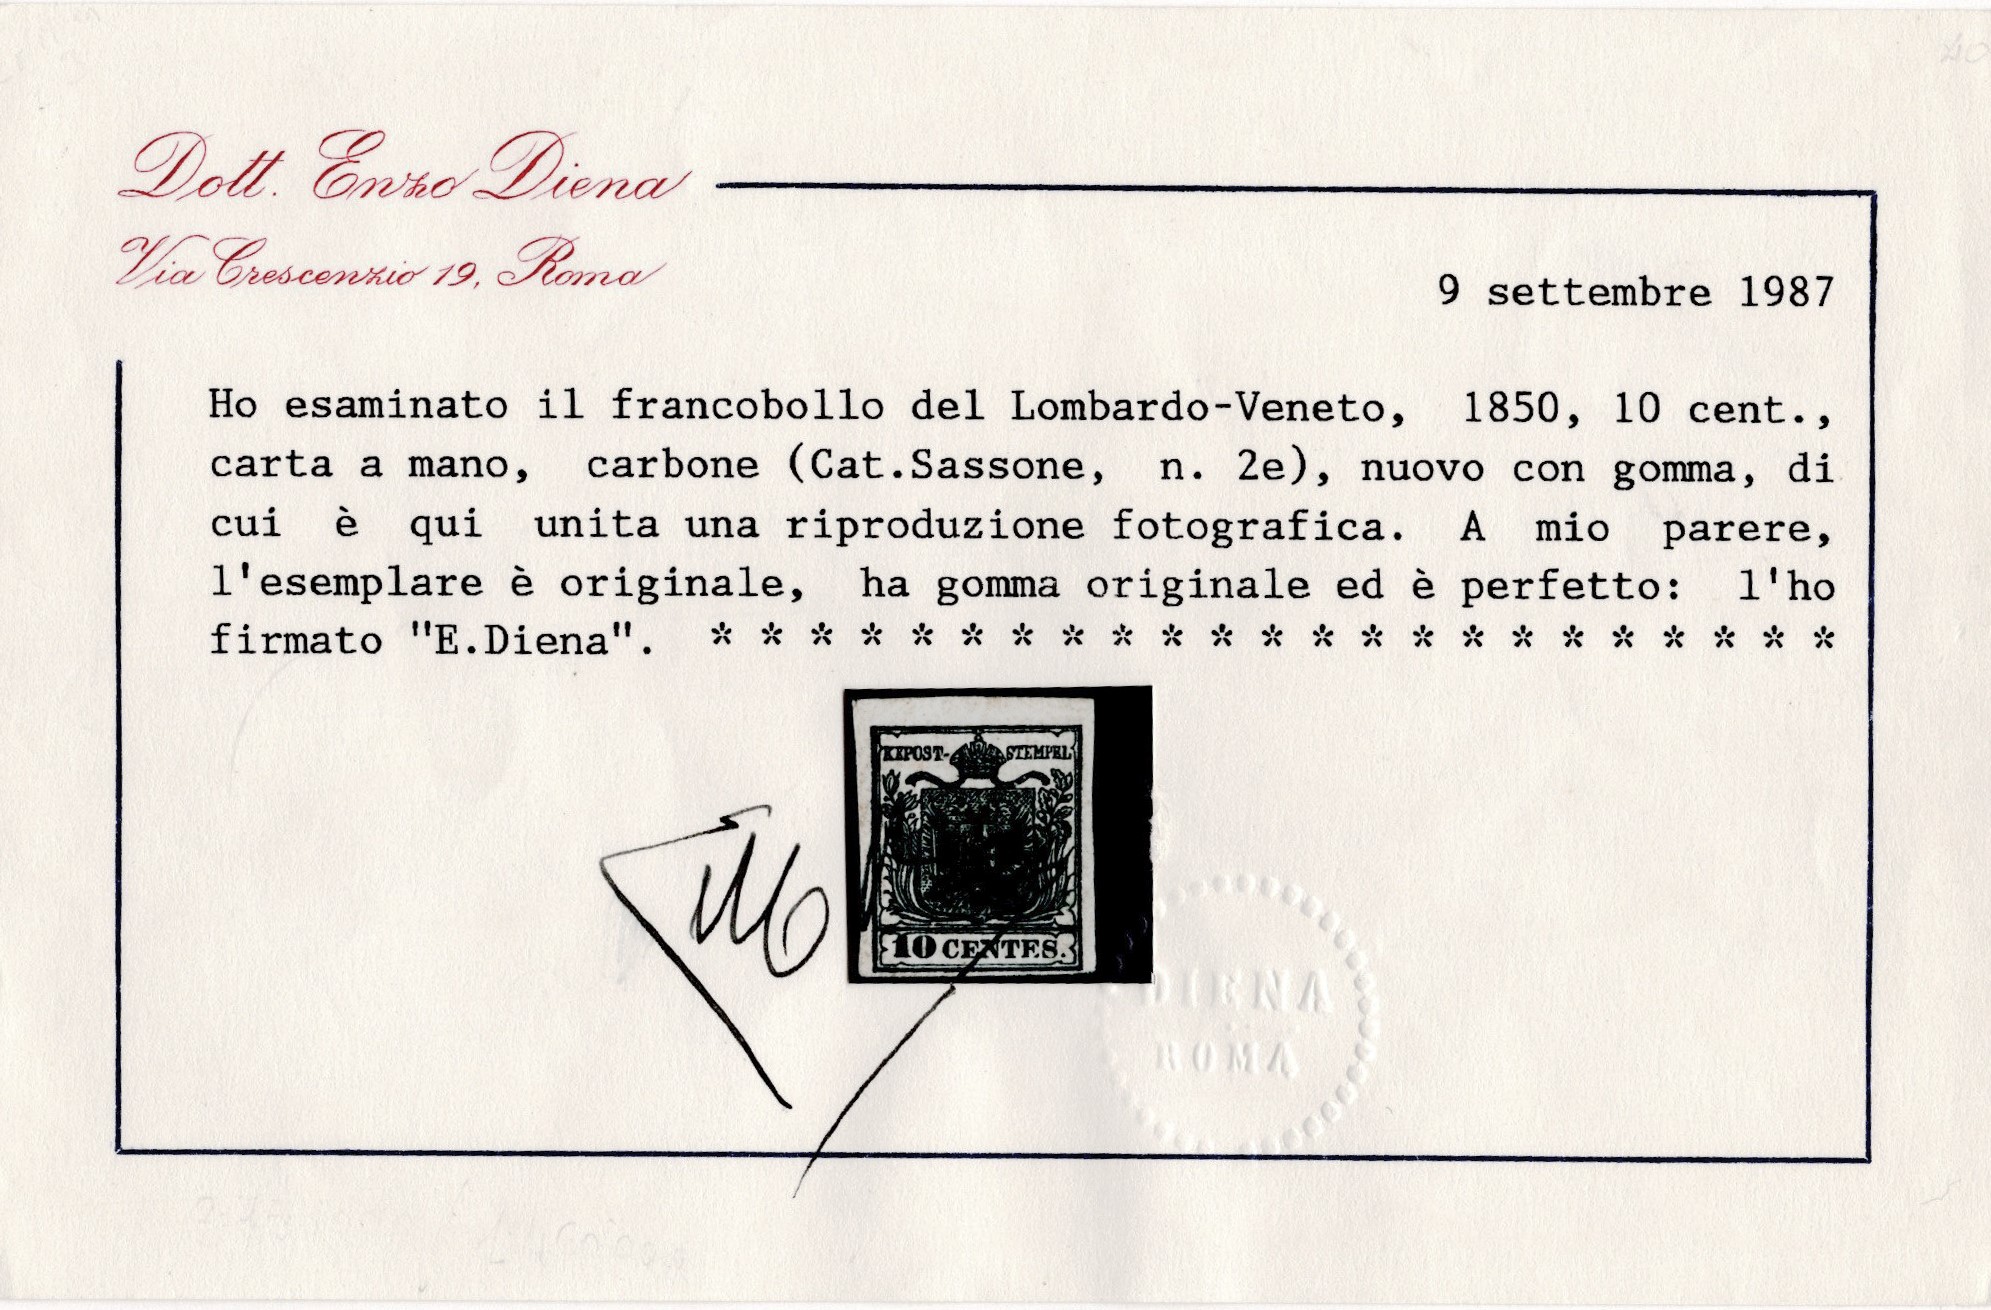 Dott. Enzo Diena
Via Crescenzio 19, Roma
9 settembre 1987
Ho esaminato il francobollo del Lombardo-Veneto, 1850, 10 cent.,
carta a mano, carbone (Cat.Sassone, n. 2e), nuovo con gomma, di
cui è qui unita una riproduzione fotografica. A mio parere,
l'esemplare è originale, ha gomma originale ed è perfetto: l'ho
firmato "E.Diena". * * * * * * * * * * * * * * * * * * * * * * *
KKPOST-STEMPEL
10 CENTES.
DIENA
ROMA